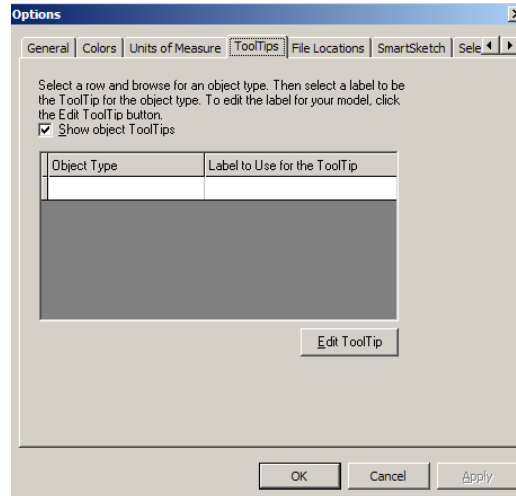 Options
General Colors Units of Measure ToolTips File Locations SmartSketch Sele
Select a row and browse for an object type. Then select a label to be
the ToolTip for the object type. To edit the label for your model, click
the Edit ToolTip button.
Show object ToolTips
Object Type Label to Use for the ToolTip
Edit ToolTip
OK Cancel Apply